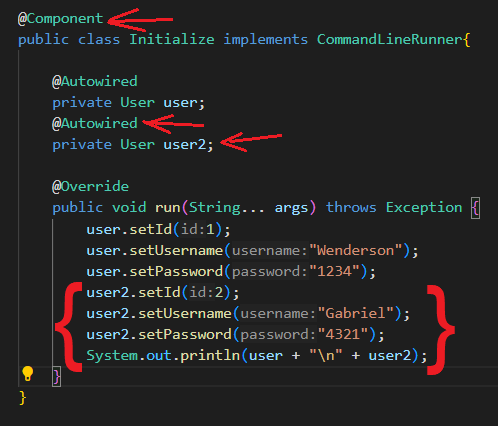 @Component
public class Initialize implements CommandLineRunner{
@Autowired
private User user;
@Autowired
private User user2;
@Override
public void run(String... args) throws Exception {
user.setId(id:1);
user.setUsername(username:"Wenderson");
user.setPassword(password:"1234");
user2.setId(id:2);
user2.setUsername(username:"Gabriel");
user2.setPassword(password:"4321");
System.out.println(user + "\n" + user2);
}
}